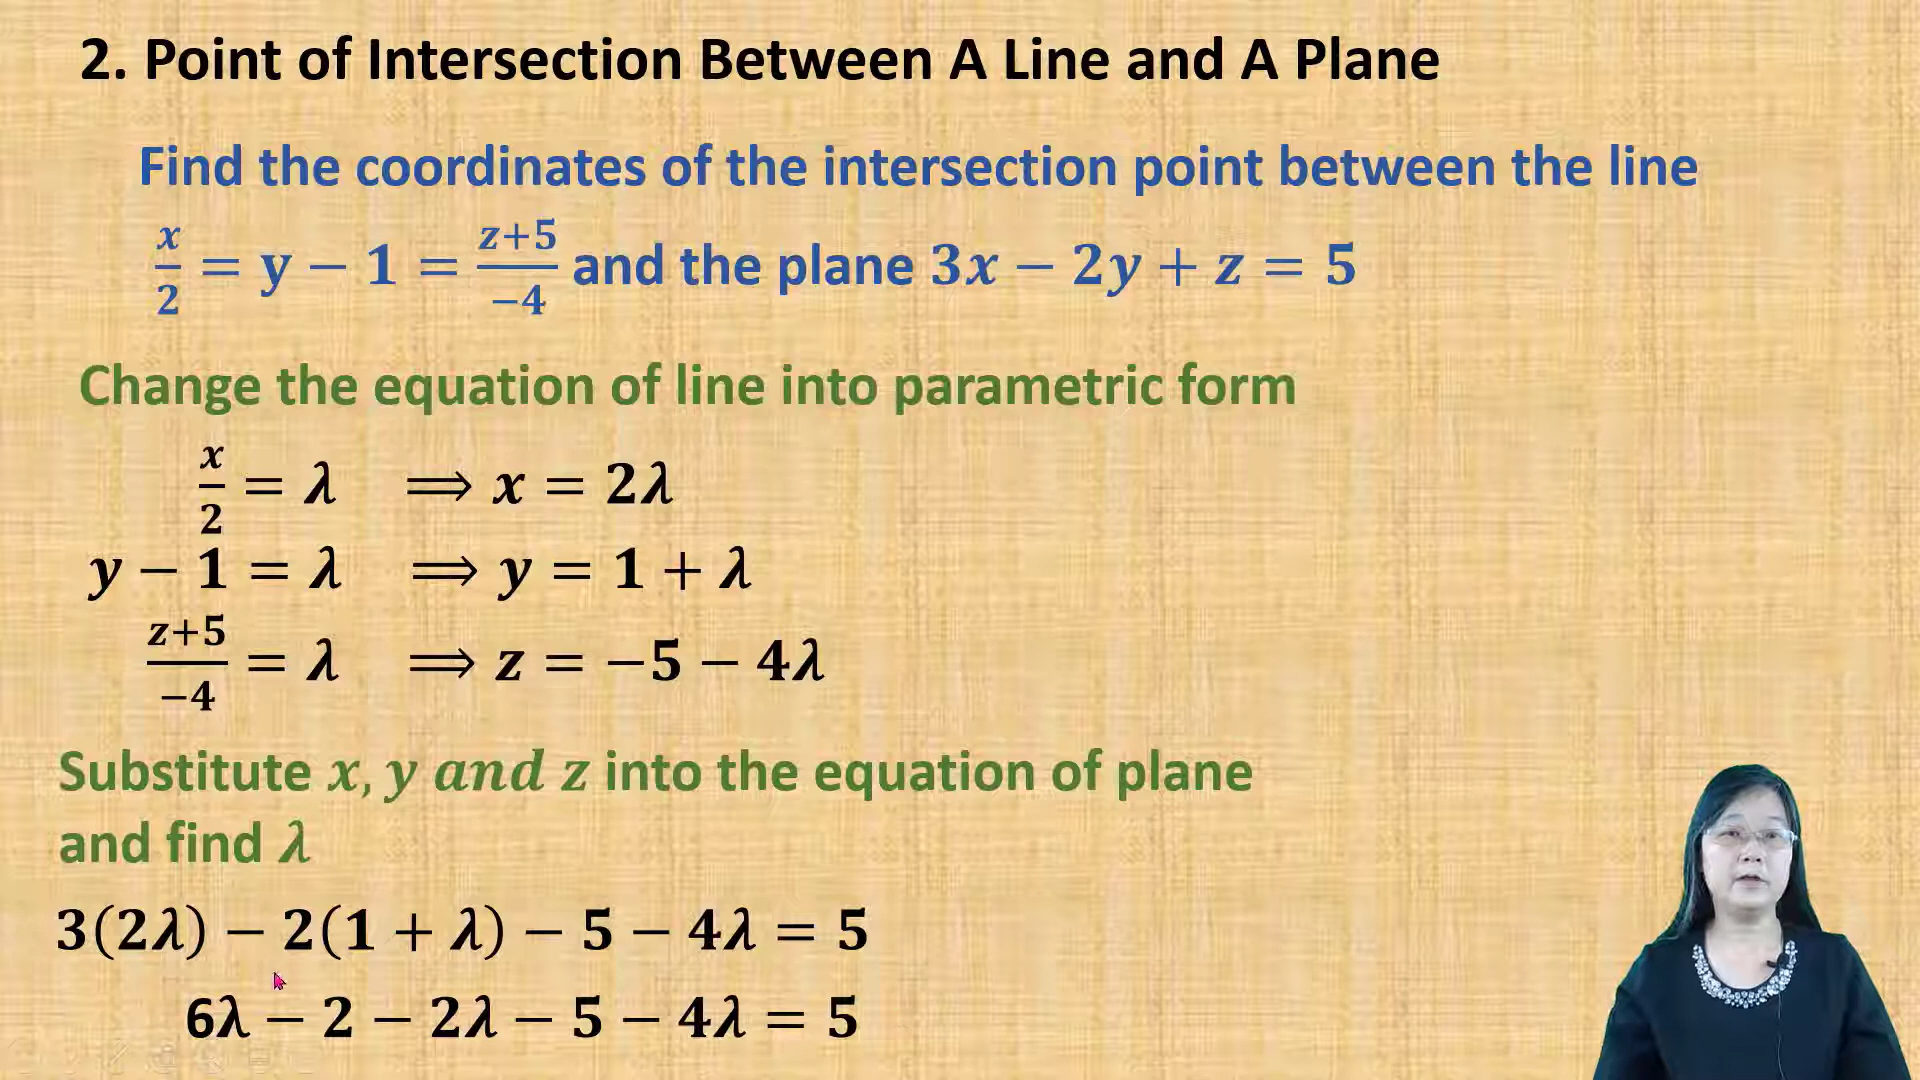 2. Point of Intersection Between A Line and A Plane
Find the coordinates of the intersection point between the line
x/2 = y − 1 = z+5/−4 and the plane 3x − 2y + z = 5
Change the equation of line into parametric form
x/2 = λ ⟹ x = 2λ
y − 1 = λ ⟹ y = 1 + λ
z+5/−4 = λ ⟹ z = −5 − 4λ
Substitute x, y and z into the equation of plane
and find λ
3(2λ) − 2(1 + λ) − 5 − 4λ = 5
6λ − 2 − 2λ − 5 − 4λ = 5